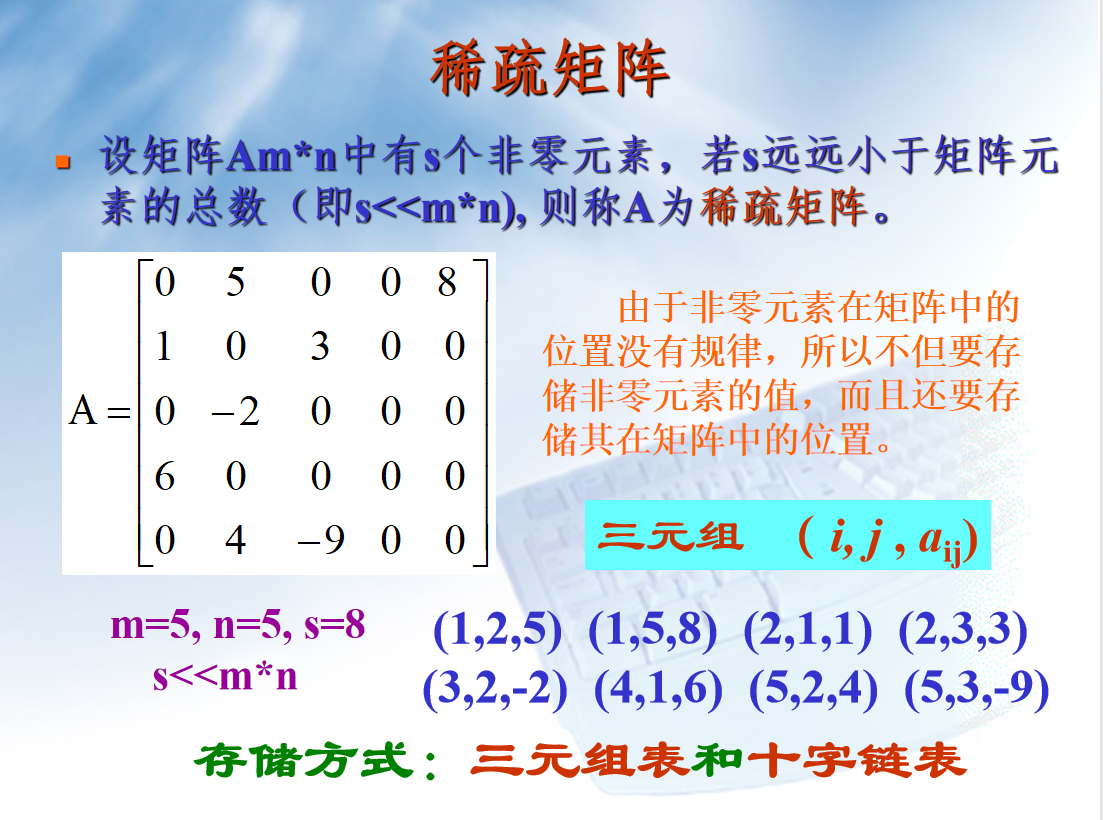 稀疏矩阵
设矩阵Am*n中有s个非零元素，若s远远小于矩阵元
素的总数（即s<<m*n), 则称A为稀疏矩阵。
0 5 0 0 8
1 0 3 0 0
A = 0 −2 0 0 0
6 0 0 0 0
0 4 −9 0 0
由于非零元素在矩阵中的
位置没有规律，所以不但要存
储非零元素的值，而且还要存
储其在矩阵中的位置。
三元组 ( i, j , aij)
m=5, n=5, s=8
s<<m*n
(1,2,5) (1,5,8) (2,1,1) (2,3,3)
(3,2,-2) (4,1,6) (5,2,4) (5,3,-9)
存储方式：三元组表和十字链表